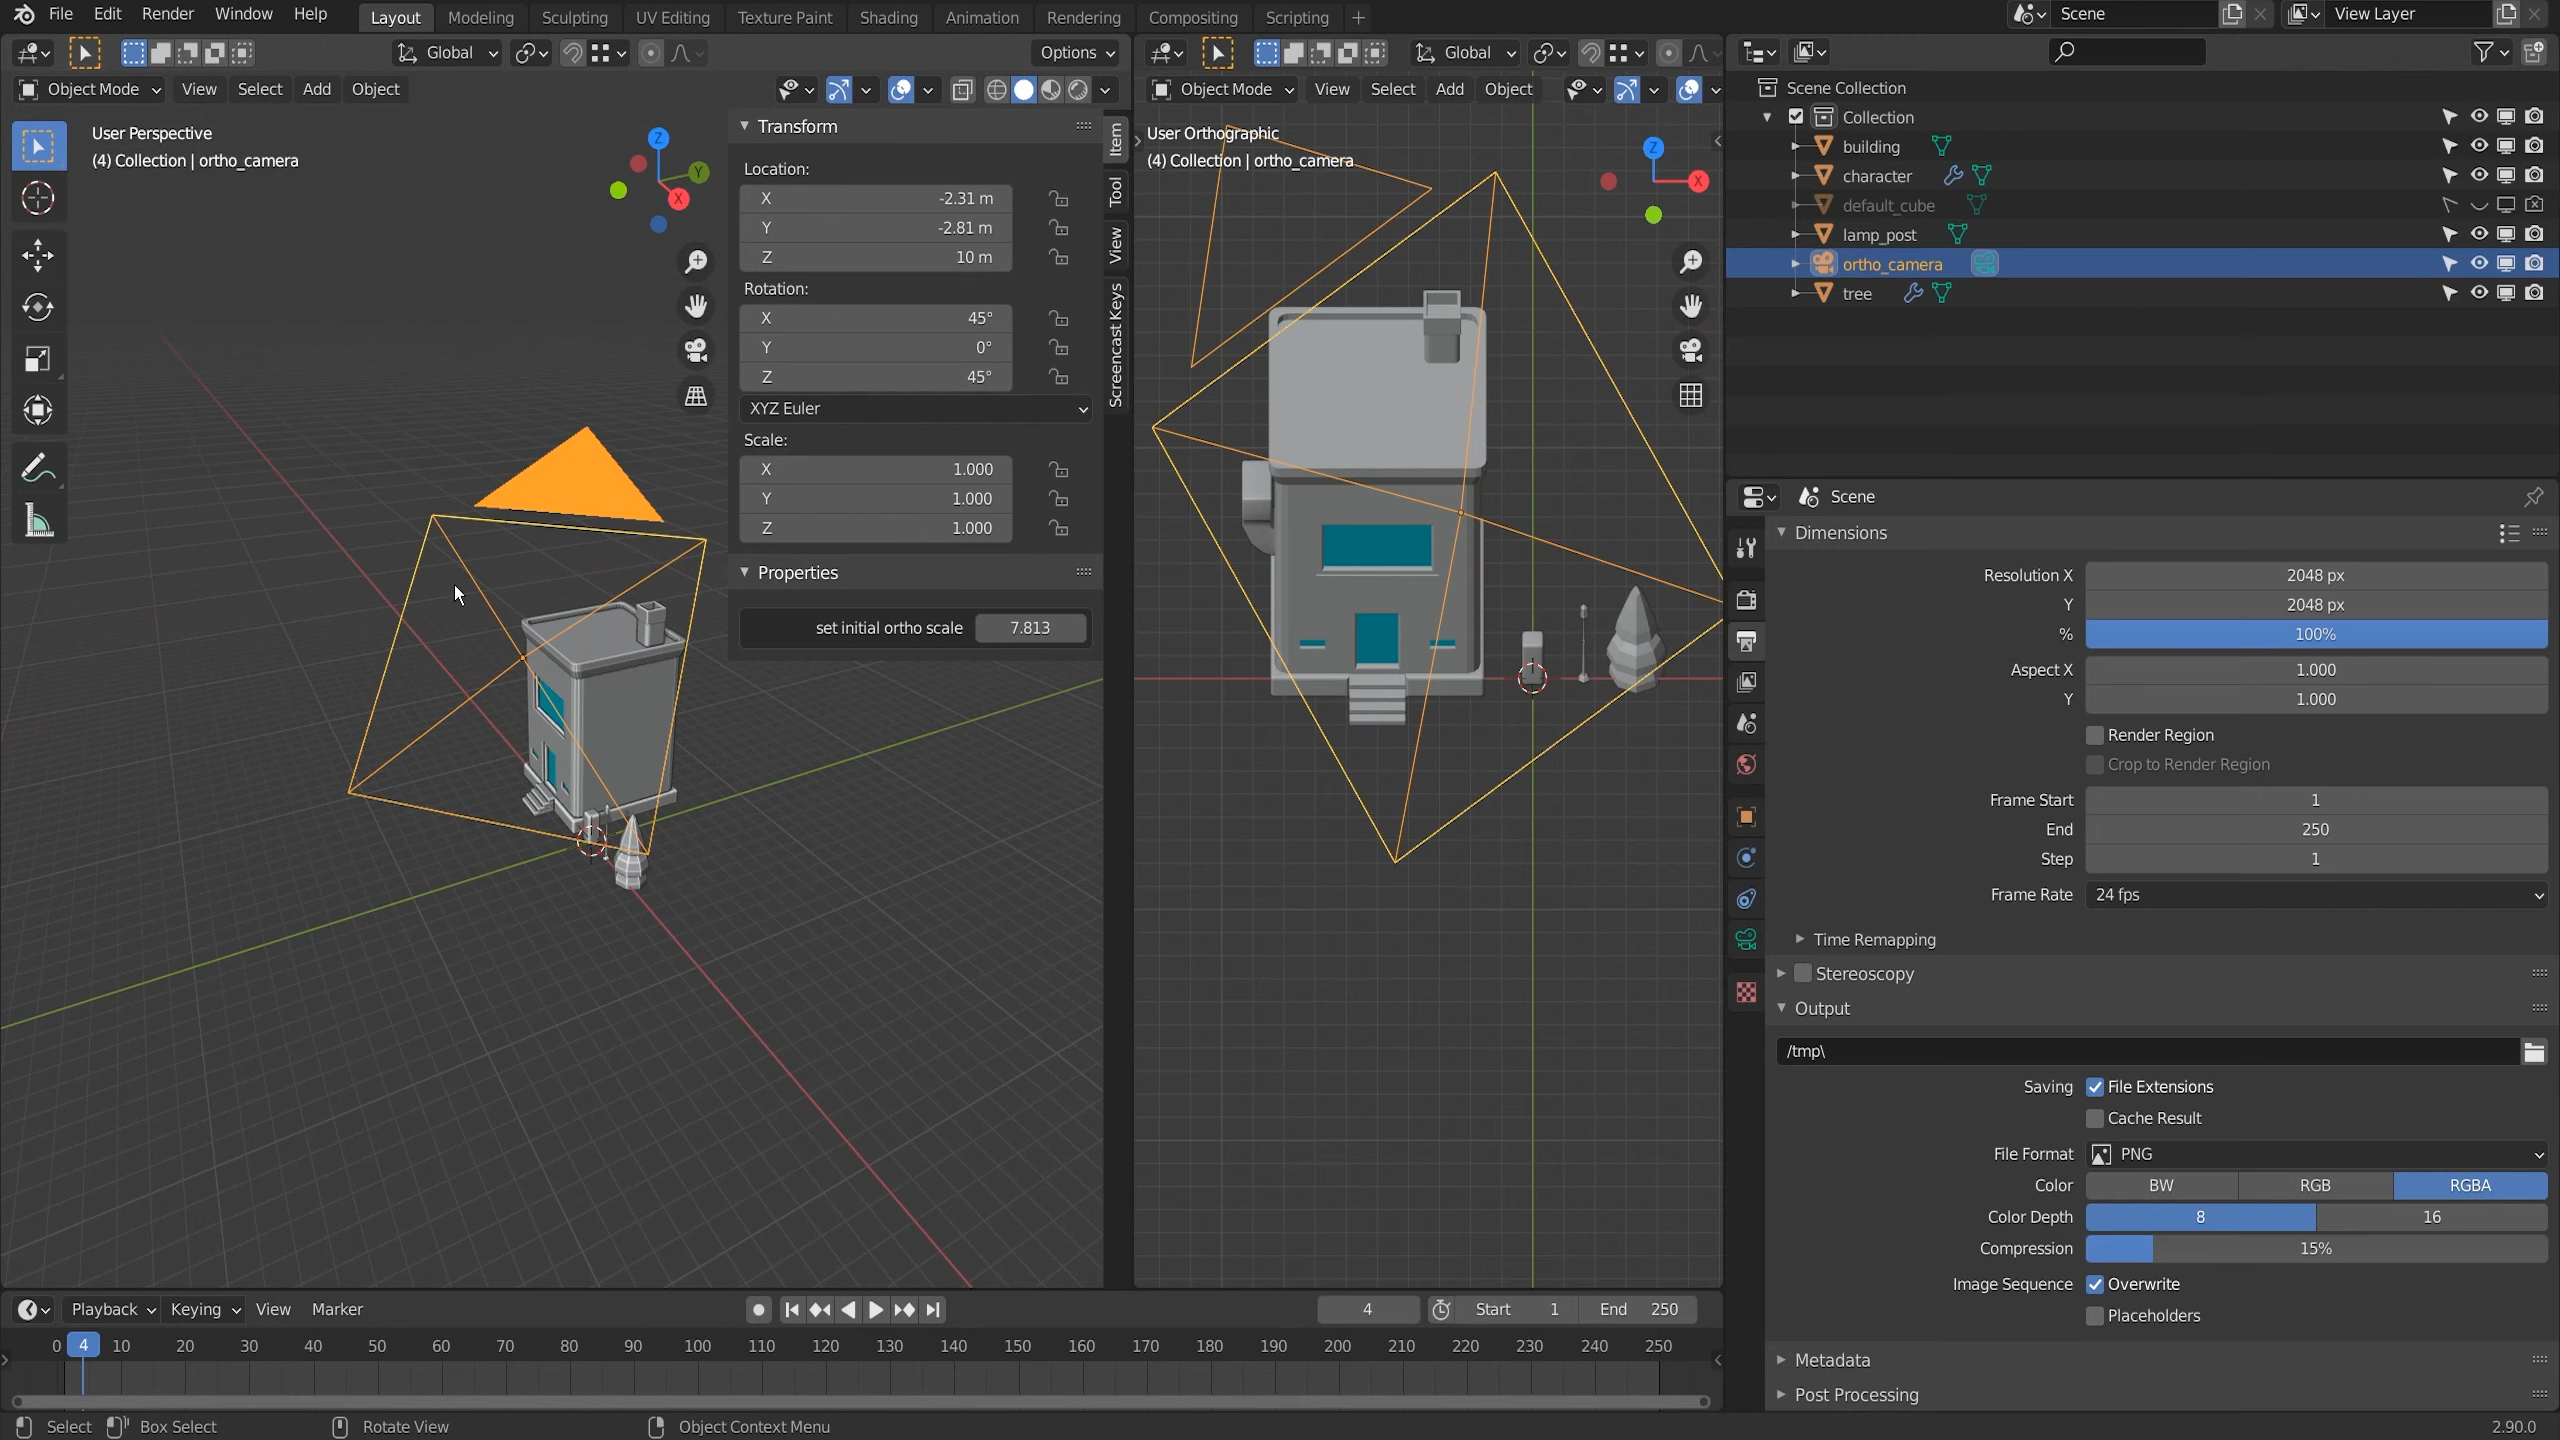 File Edit Render Window Help Layout Modeling Sculpting UV Editing Texture Paint Shading Animation Rendering Compositing Scripting + Scene View Layer
Global Options Global
Object Mode View Select Add Object Object Mode View Select Add Object
User Perspective
(4) Collection | ortho_camera
Z
Y
X
Transform
Location:
X -2.31 m
Y -2.81 m
Z 10 m
Rotation:
X 45°
Y 0°
Z 45°
XYZ Euler
Scale:
X 1.000
Y 1.000
Z 1.000
Properties
set initial ortho scale 7.813
Item
Tool
View
Screencast Keys
User Orthographic
(4) Collection | ortho_camera
Z
X
Scene Collection
Collection
building
character
default_cube
lamp_post
ortho_camera
tree
Scene
Dimensions
Resolution X 2048 px
Y 2048 px
% 100%
Aspect X 1.000
Y 1.000
Render Region
Crop to Render Region
Frame Start 1
End 250
Step 1
Frame Rate 24 fps
Time Remapping
Stereoscopy
Output
/tmp\
Saving File Extensions
Cache Result
File Format PNG
Color BW RGB RGBA
Color Depth 8 16
Compression 15%
Image Sequence Overwrite
Placeholders
Metadata
Post Processing
Playback Keying View Marker 4 Start 1 End 250
0 4 10 20 30 40 50 60 70 80 90 100 110 120 130 140 150 160 170 180 190 200 210 220 230 240 250
Select Box Select Rotate View Object Context Menu 2.90.0